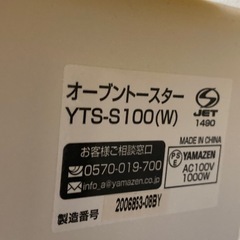 オーブントースター
YTS-S100(W)
JET
1490
お客様ご相談窓口
0570-019-700
info_a@yamazen.co.jp
MADE IN CHINA
PSE
YAMAZEN
AC100V
1000W
製造番号
2006853-08BY